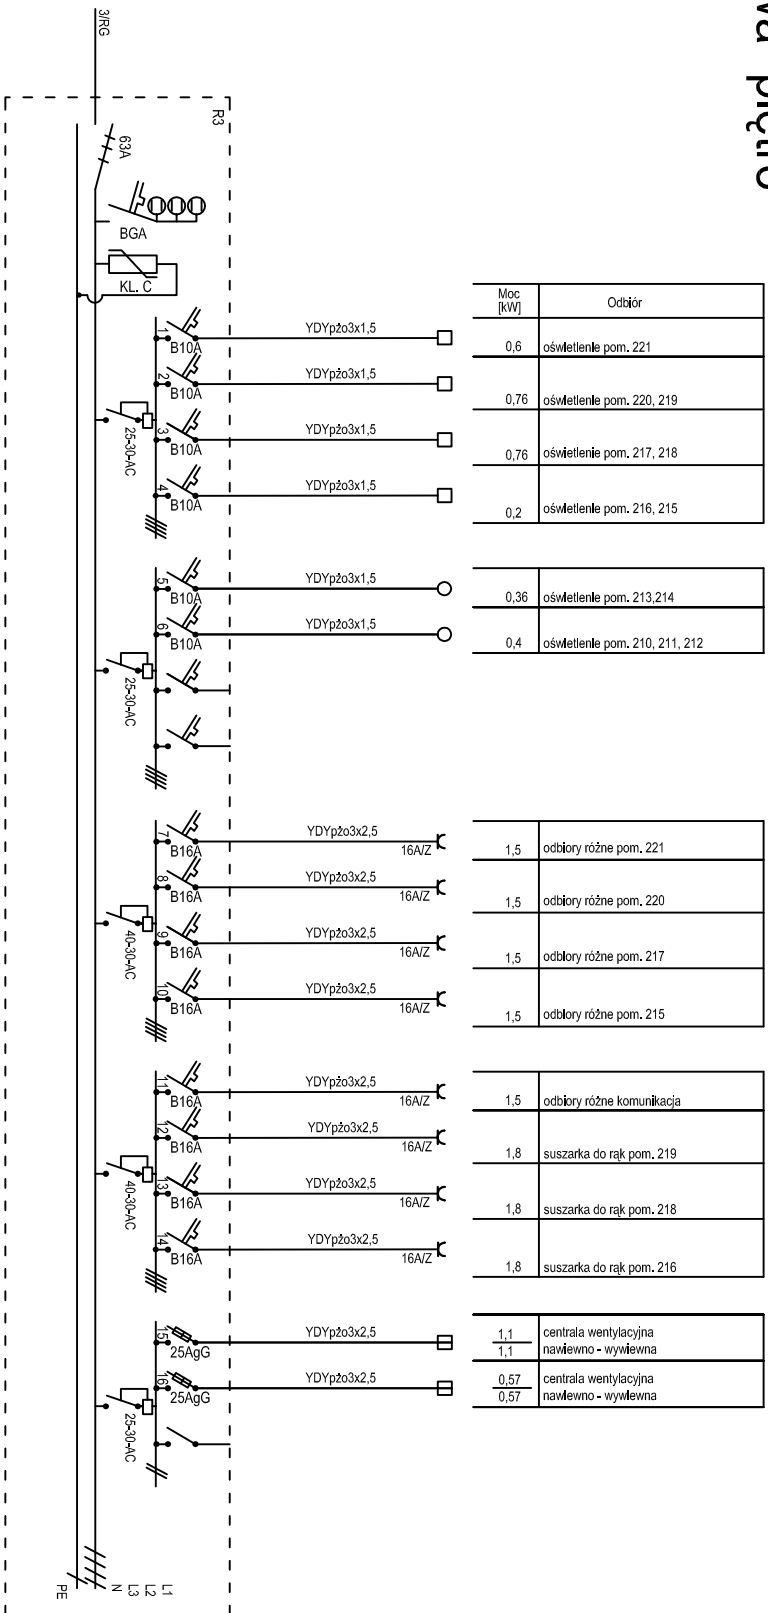 piętro
3/RG
R3
63A
BGA
KL. C
Moc
[kW]
Odbiór
1
B10A
YDYpżo3x1,5
0,6
oświetlenie pom. 221
2
B10A
YDYpżo3x1,5
0,76
oświetlenie pom. 220, 219
25-30-AC
3
B10A
YDYpżo3x1,5
0,76
oświetlenie pom. 217, 218
4
B10A
YDYpżo3x1,5
0,2
oświetlenie pom. 216, 215
5
B10A
YDYpżo3x1,5
0,36
oświetlenie pom. 213,214
6
B10A
YDYpżo3x1,5
0,4
oświetlenie pom. 210, 211, 212
25-30-AC
7
B16A
YDYpżo3x2,5
16A/Z
1,5
odbiory różne pom. 221
8
B16A
YDYpżo3x2,5
16A/Z
1,5
odbiory różne pom. 220
40-30-AC
9
B16A
YDYpżo3x2,5
16A/Z
1,5
odbiory różne pom. 217
10
B16A
YDYpżo3x2,5
16A/Z
1,5
odbiory różne pom. 215
11
B16A
YDYpżo3x2,5
16A/Z
1,5
odbiory różne komunikacja
12
B16A
YDYpżo3x2,5
16A/Z
1,8
suszarka do rąk pom. 219
40-30-AC
13
B16A
YDYpżo3x2,5
16A/Z
1,8
suszarka do rąk pom. 218
14
B16A
YDYpżo3x2,5
16A/Z
1,8
suszarka do rąk pom. 216
15
25AgG
YDYpżo3x2,5
1,1
1,1
centrala wentylacyjna
nawiewno - wywiewna
16
25AgG
YDYpżo3x2,5
0,57
0,57
centrala wentylacyjna
nawiewno - wywiewna
25-30-AC
L1
L2
L3
N
PE